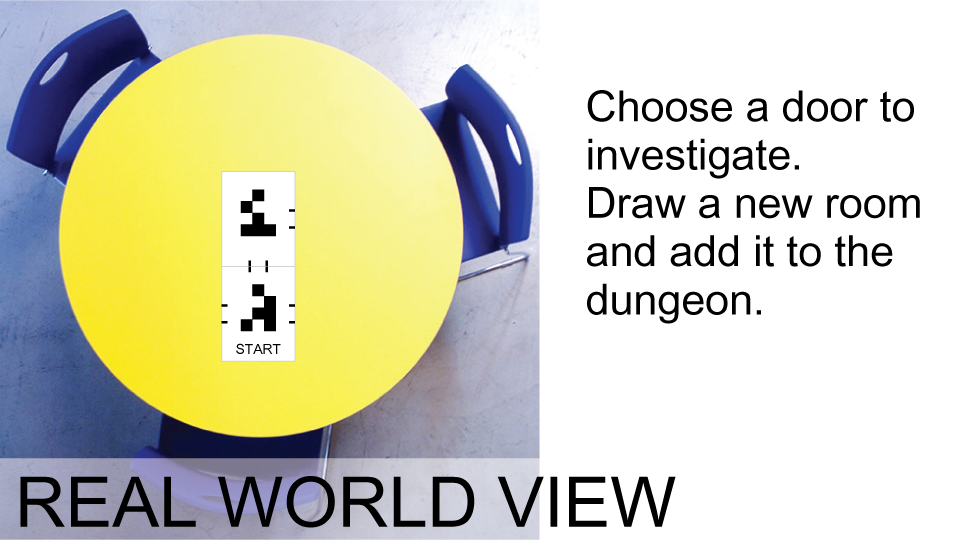 Choose a door to
investigate.
Draw a new room
and add it to the
dungeon.
START
REAL WORLD VIEW